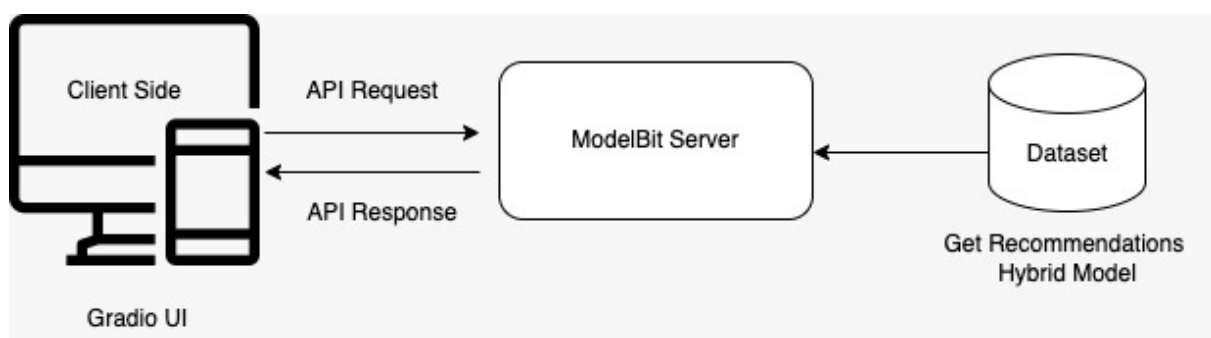 Client Side
API Request
API Response
Gradio UI
ModelBit Server
Dataset
Get Recommendations
Hybrid Model